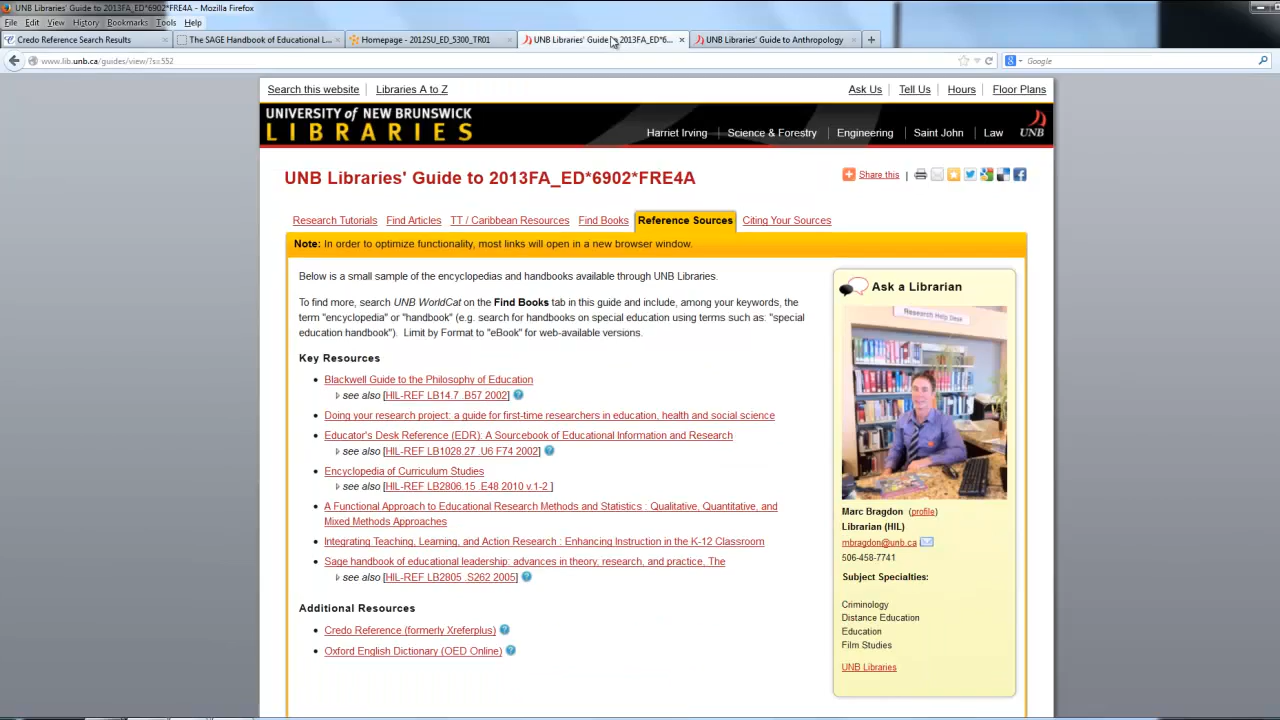 UNB Libraries' Guide to 2013FA_ED*6902*FRE4A - Mozilla Firefox
File Edit View History Bookmarks Tools Help
Credo Reference Search Results
The SAGE Handbook of Educational L...
Homepage - 2012SU_ED_5300_TR01
UNB Libraries' Guide to 2013FA_ED*6...
UNB Libraries' Guide to Anthropology
www.lib.unb.ca/guides/view/?s=552
Google
Search this website | Libraries A to Z
Ask Us | Tell Us | Hours | Floor Plans
UNIVERSITY OF NEW BRUNSWICK
LIBRARIES
Harriet Irving | Science & Forestry | Engineering | Saint John | Law
UNB
UNB Libraries' Guide to 2013FA_ED*6902*FRE4A
Share this |
Research Tutorials Find Articles TT / Caribbean Resources Find Books Reference Sources Citing Your Sources
Note: In order to optimize functionality, most links will open in a new browser window.
Below is a small sample of the encyclopedias and handbooks available through UNB Libraries.
To find more, search UNB WorldCat on the Find Books tab in this guide and include, among your keywords, the
term "encyclopedia" or "handbook" (e.g. search for handbooks on special education using terms such as: "special
education handbook"). Limit by Format to "eBook" for web-available versions.
Key Resources
Blackwell Guide to the Philosophy of Education
see also [HIL-REF LB14.7 .B57 2002]
Doing your research project: a guide for first-time researchers in education, health and social science
Educator's Desk Reference (EDR): A Sourcebook of Educational Information and Research
see also [HIL-REF LB1028.27 .U6 F74 2002]
Encyclopedia of Curriculum Studies
see also [HIL-REF LB2806.15 .E48 2010 v.1-2 ]
A Functional Approach to Educational Research Methods and Statistics : Qualitative, Quantitative, and
Mixed Methods Approaches
Integrating Teaching, Learning, and Action Research : Enhancing Instruction in the K-12 Classroom
Sage handbook of educational leadership: advances in theory, research, and practice, The
see also [HIL-REF LB2805 .S262 2005]
Additional Resources
Credo Reference (formerly Xreferplus)
Oxford English Dictionary (OED Online)
Ask a Librarian
Research Help Desk
Marc Bragdon (profile)
Librarian (HIL)
mbragdon@unb.ca
506-458-7741
Subject Specialties:
Criminology
Distance Education
Education
Film Studies
UNB Libraries